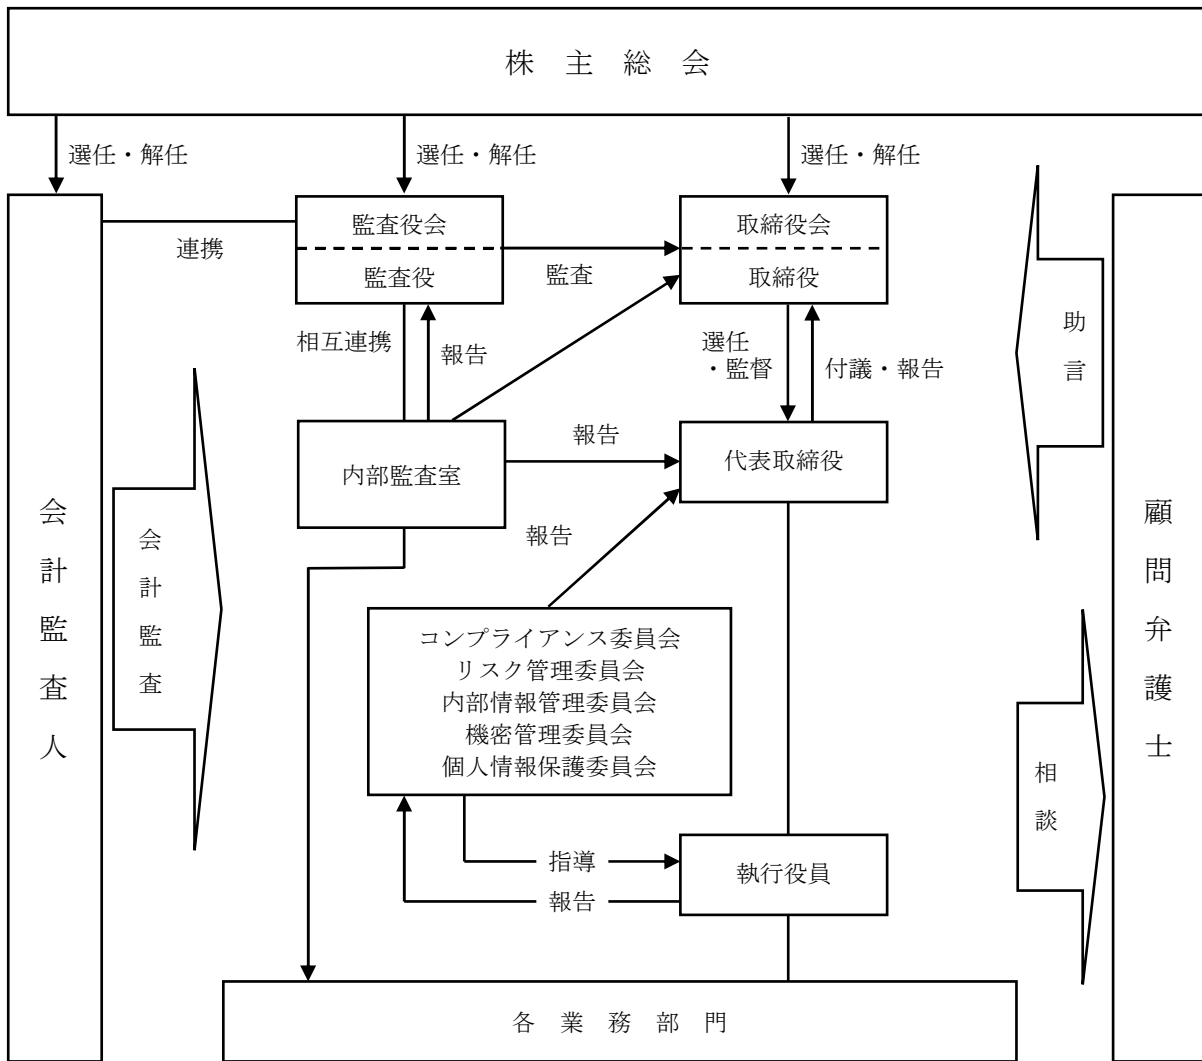 株主総会
選任・解任
選任・解任
選任・解任
監査役会
監査役
取締役会
取締役
連携
監査
相互連携
報告
選任
・監督
付議・報告
助言
内部監査室
報告
代表取締役
報告
会計監査人
会計監査
顧問弁護士
コンプライアンス委員会
リスク管理委員会
内部情報管理委員会
機密管理委員会
個人情報保護委員会
相談
指導
報告
執行役員
各業務部門